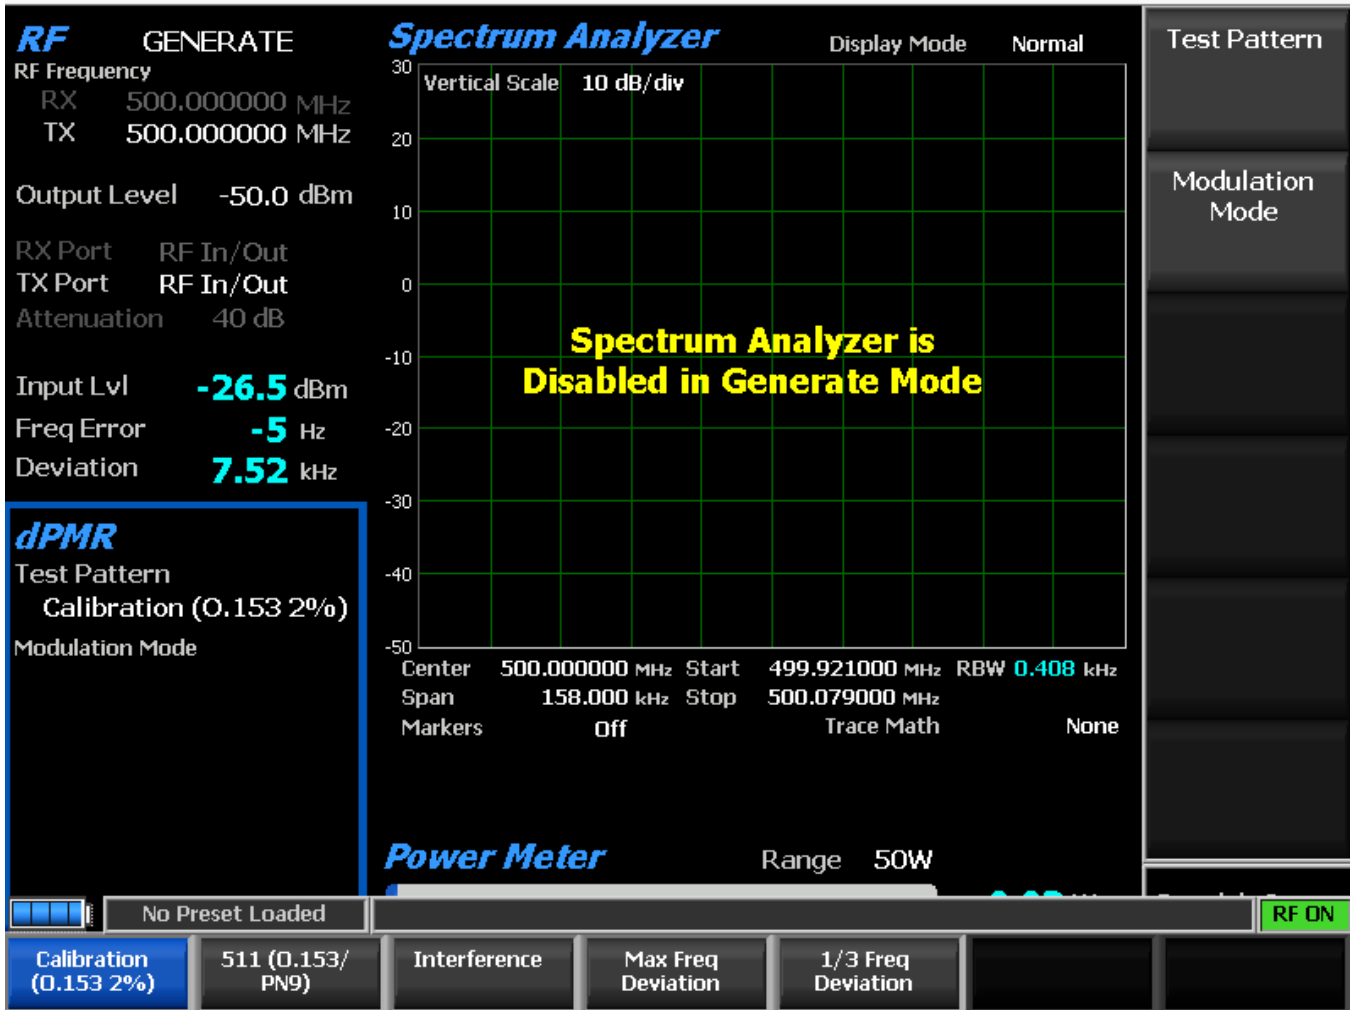 RF GENERATE
RF Frequency
RX 500.000000 MHz
TX 500.000000 MHz
Output Level -50.0 dBm
RX Port RF In/Out
TX Port RF In/Out
Attenuation 40 dB
Input Lvl -26.5 dBm
Freq Error -5 Hz
Deviation 7.52 kHz
dPMR
Test Pattern
Calibration (O.153 2%)
Modulation Mode
Spectrum Analyzer Display Mode Normal
Vertical Scale 10 dB/div
30
20
10
0
-10
-20
-30
-40
-50
Spectrum Analyzer is
Disabled in Generate Mode
Center 500.000000 MHz Start 499.921000 MHz RBW 0.408 kHz
Span 158.000 kHz Stop 500.079000 MHz
Markers Off Trace Math None
Power Meter Range 50W
Test Pattern
Modulation
Mode
No Preset Loaded
RF ON
Calibration
(O.153 2%)
511 (O.153/
PN9)
Interference
Max Freq
Deviation
1/3 Freq
Deviation